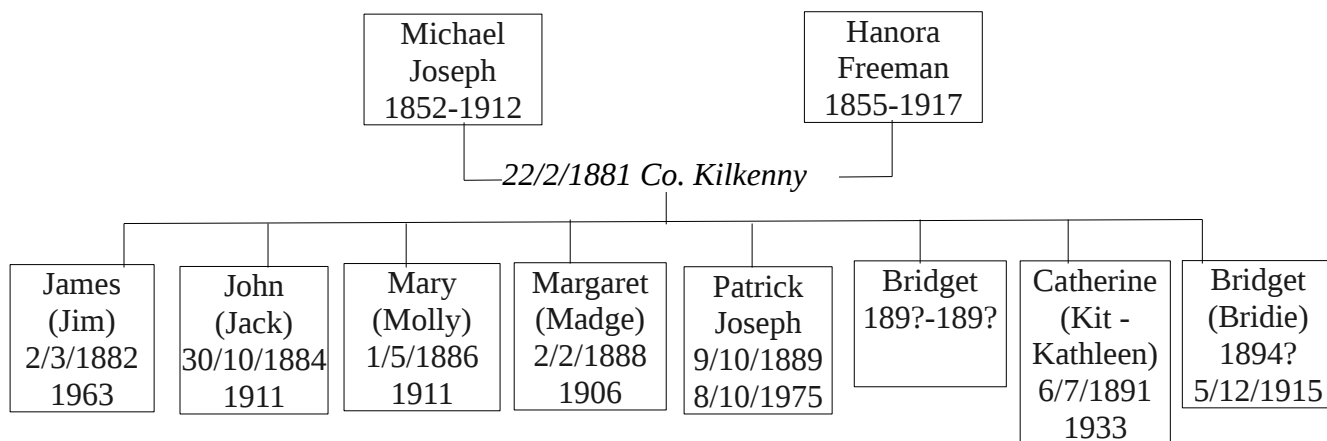 Michael
Joseph
1852-1912
Hanora
Freeman
1855-1917
22/2/1881 Co. Kilkenny
James
(Jim)
2/3/1882
1963
John
(Jack)
30/10/1884
1911
Mary
(Molly)
1/5/1886
1911
Margaret
(Madge)
2/2/1888
1906
Patrick
Joseph
9/10/1889
8/10/1975
Bridget
189?-189?
Catherine
(Kit -
Kathleen)
6/7/1891
1933
Bridget
(Bridie)
1894?
5/12/1915